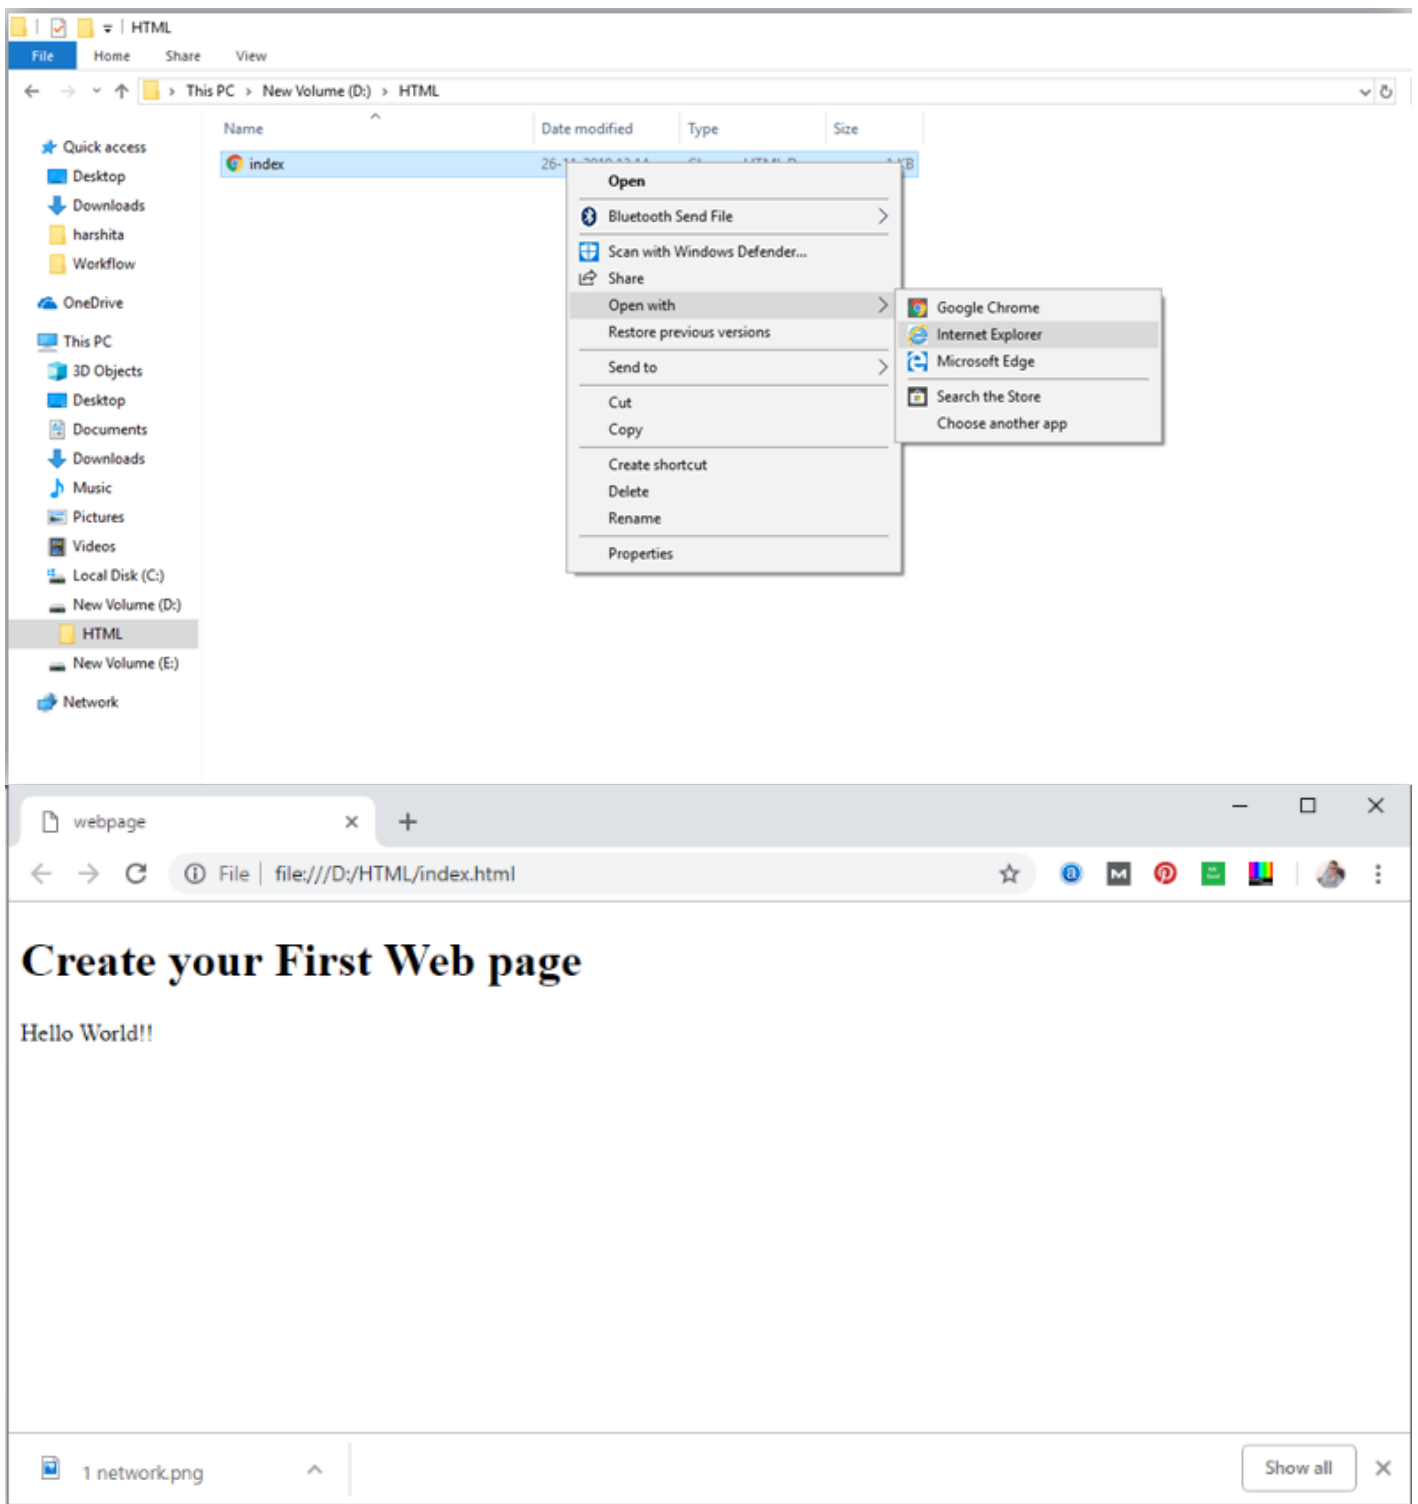 HTML
File Home Share View
This PC > New Volume (D:) > HTML
Name Date modified Type Size
Quick access
index
Desktop
Downloads
harshita
Workflow
OneDrive
This PC
3D Objects
Desktop
Documents
Downloads
Music
Pictures
Videos
Local Disk (C:)
New Volume (D:)
HTML
New Volume (E:)
Network
Open
Bluetooth Send File
Scan with Windows Defender...
Share
Open with
Restore previous versions
Send to
Cut
Copy
Create shortcut
Delete
Rename
Properties
Google Chrome
Internet Explorer
Microsoft Edge
Search the Store
Choose another app
webpage
File | file:///D:/HTML/index.html
Create your First Web page
Hello World!!
1 network.png
Show all